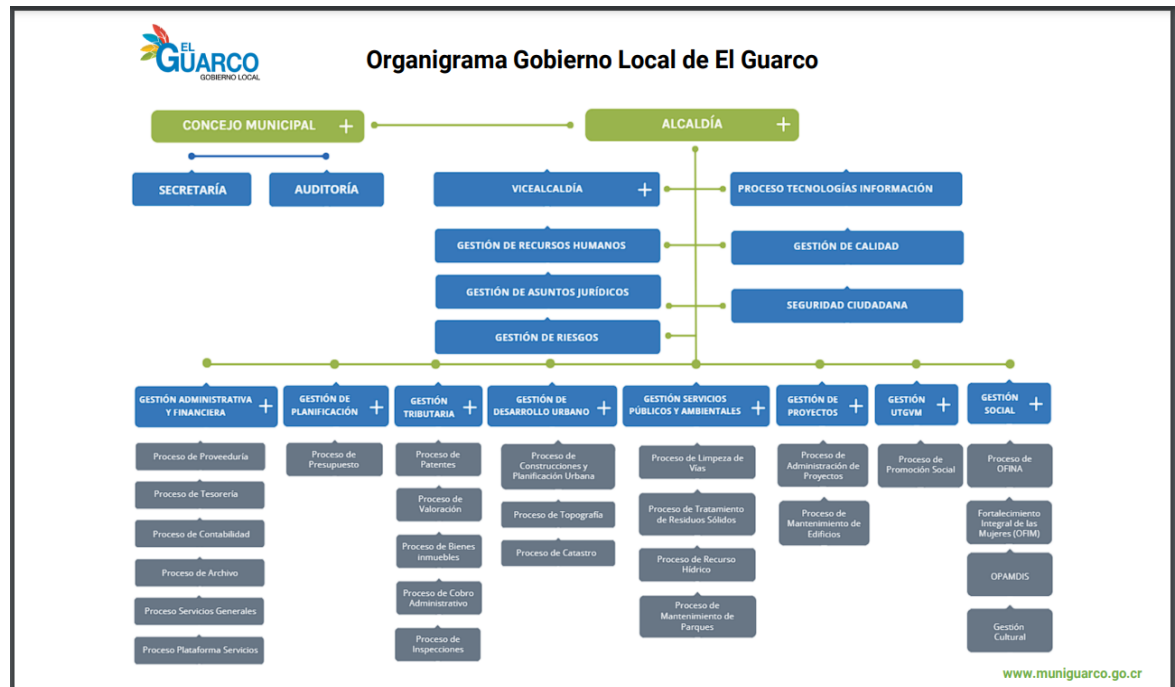 EL
GUARCO
GOBIERNO LOCAL
Organigrama Gobierno Local de El Guarco
CONCEJO MUNICIPAL +
ALCALDÍA +
SECRETARÍA
AUDITORÍA
VICEALCALDÍA +
PROCESO TECNOLOGÍAS INFORMACIÓN
GESTIÓN DE RECURSOS HUMANOS
GESTIÓN DE CALIDAD
GESTIÓN DE ASUNTOS JURÍDICOS
SEGURIDAD CIUDADANA
GESTIÓN DE RIESGOS
GESTIÓN ADMINISTRATIVA
Y FINANCIERA +
Proceso de Proveeduría
Proceso de Tesorería
Proceso de Contabilidad
Proceso de Archivo
Proceso Servicios Generales
Proceso Plataforma Servicios
GESTIÓN DE
PLANIFICACIÓN +
Proceso de
Presupuesto
GESTIÓN
TRIBUTARIA +
Proceso de
Patentes
Proceso de
Valoración
Proceso de Bienes
inmuebles
Proceso de Cobro
Administrativo
Proceso de
Inspecciones
GESTIÓN DE
DESARROLLO URBANO +
Proceso de
Construcciones y
Planificación Urbana
Proceso de Topografía
Proceso de Catastro
GESTIÓN SERVICIOS
PÚBLICOS Y AMBIENTALES +
Proceso de Limpeza de
Vías
Proceso de Tratamiento
de Residuos Sólidos
Proceso de Recurso
Hídrico
Proceso de
Mantenimiento de
Parques
GESTIÓN DE
PROYECTOS +
Proceso de
Administración de
Proyectos
Proceso de
Mantenimiento de
Edificios
GESTIÓN
UTGVM +
Proceso de
Promoción Social
GESTIÓN
SOCIAL +
Proceso de
OFINA
Fortalecimiento
Integral de las
Mujeres (OFIM)
OPAMDIS
Gestión
Cultural
www.muniguarco.go.cr